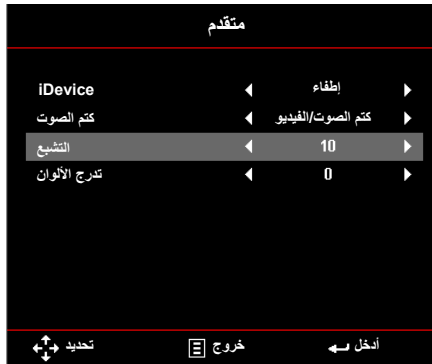 متقدم
iDevice إطفاء
كتم الصوت كتم الصوت/الفيديو
التشبع 10
تدرج الألوان 0
تحديد خروج أدخل